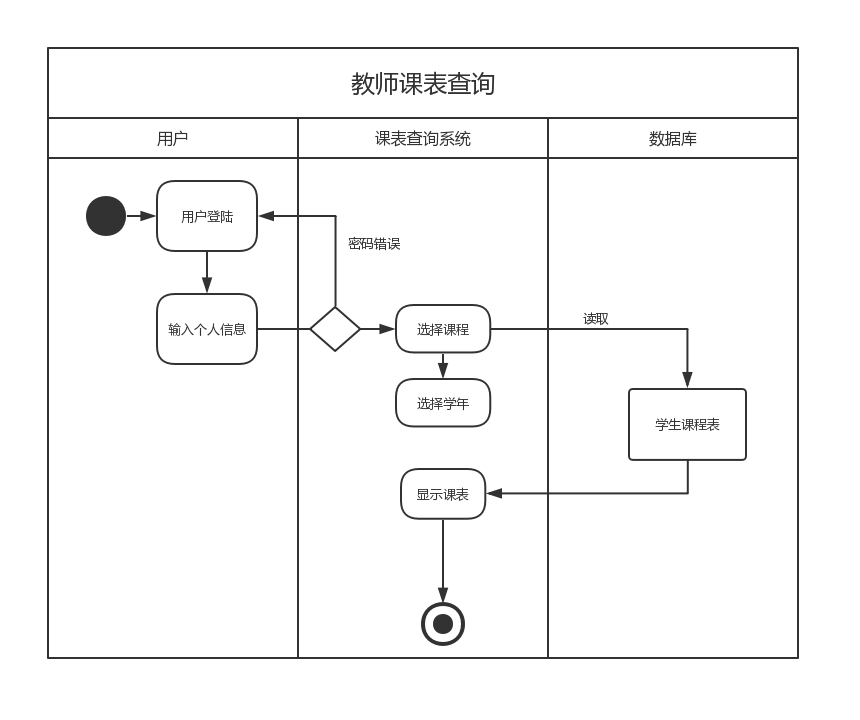 教师课表查询
用户
课表查询系统
数据库
用户登陆
密码错误
输入个人信息
选择课程
读取
选择学年
学生课程表
显示课表